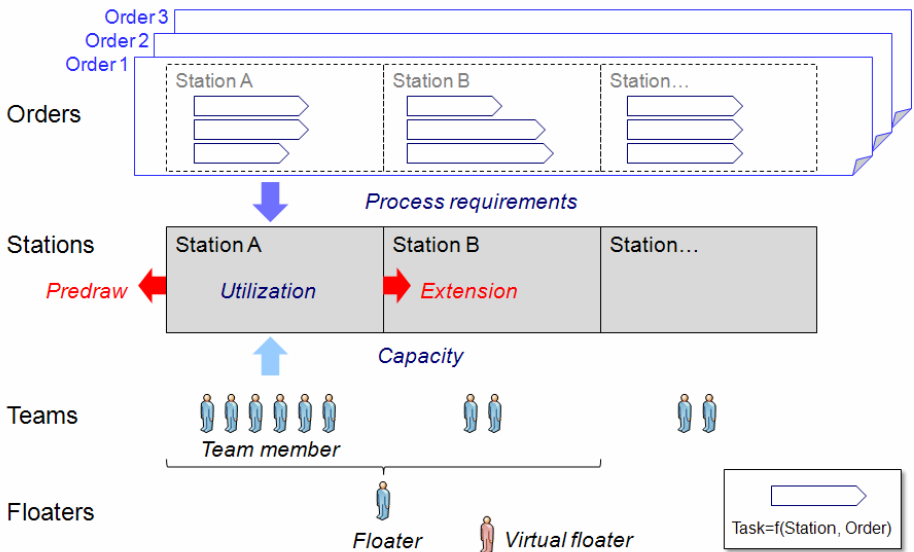 Order 3
Order 2
Order 1
Station A
Station B
Station...
Orders
Process requirements
Stations
Station A
Station B
Station...
Predraw
Utilization
Extension
Capacity
Teams
Team member
Floaters
Floater
Virtual floater
Task=f(Station, Order)